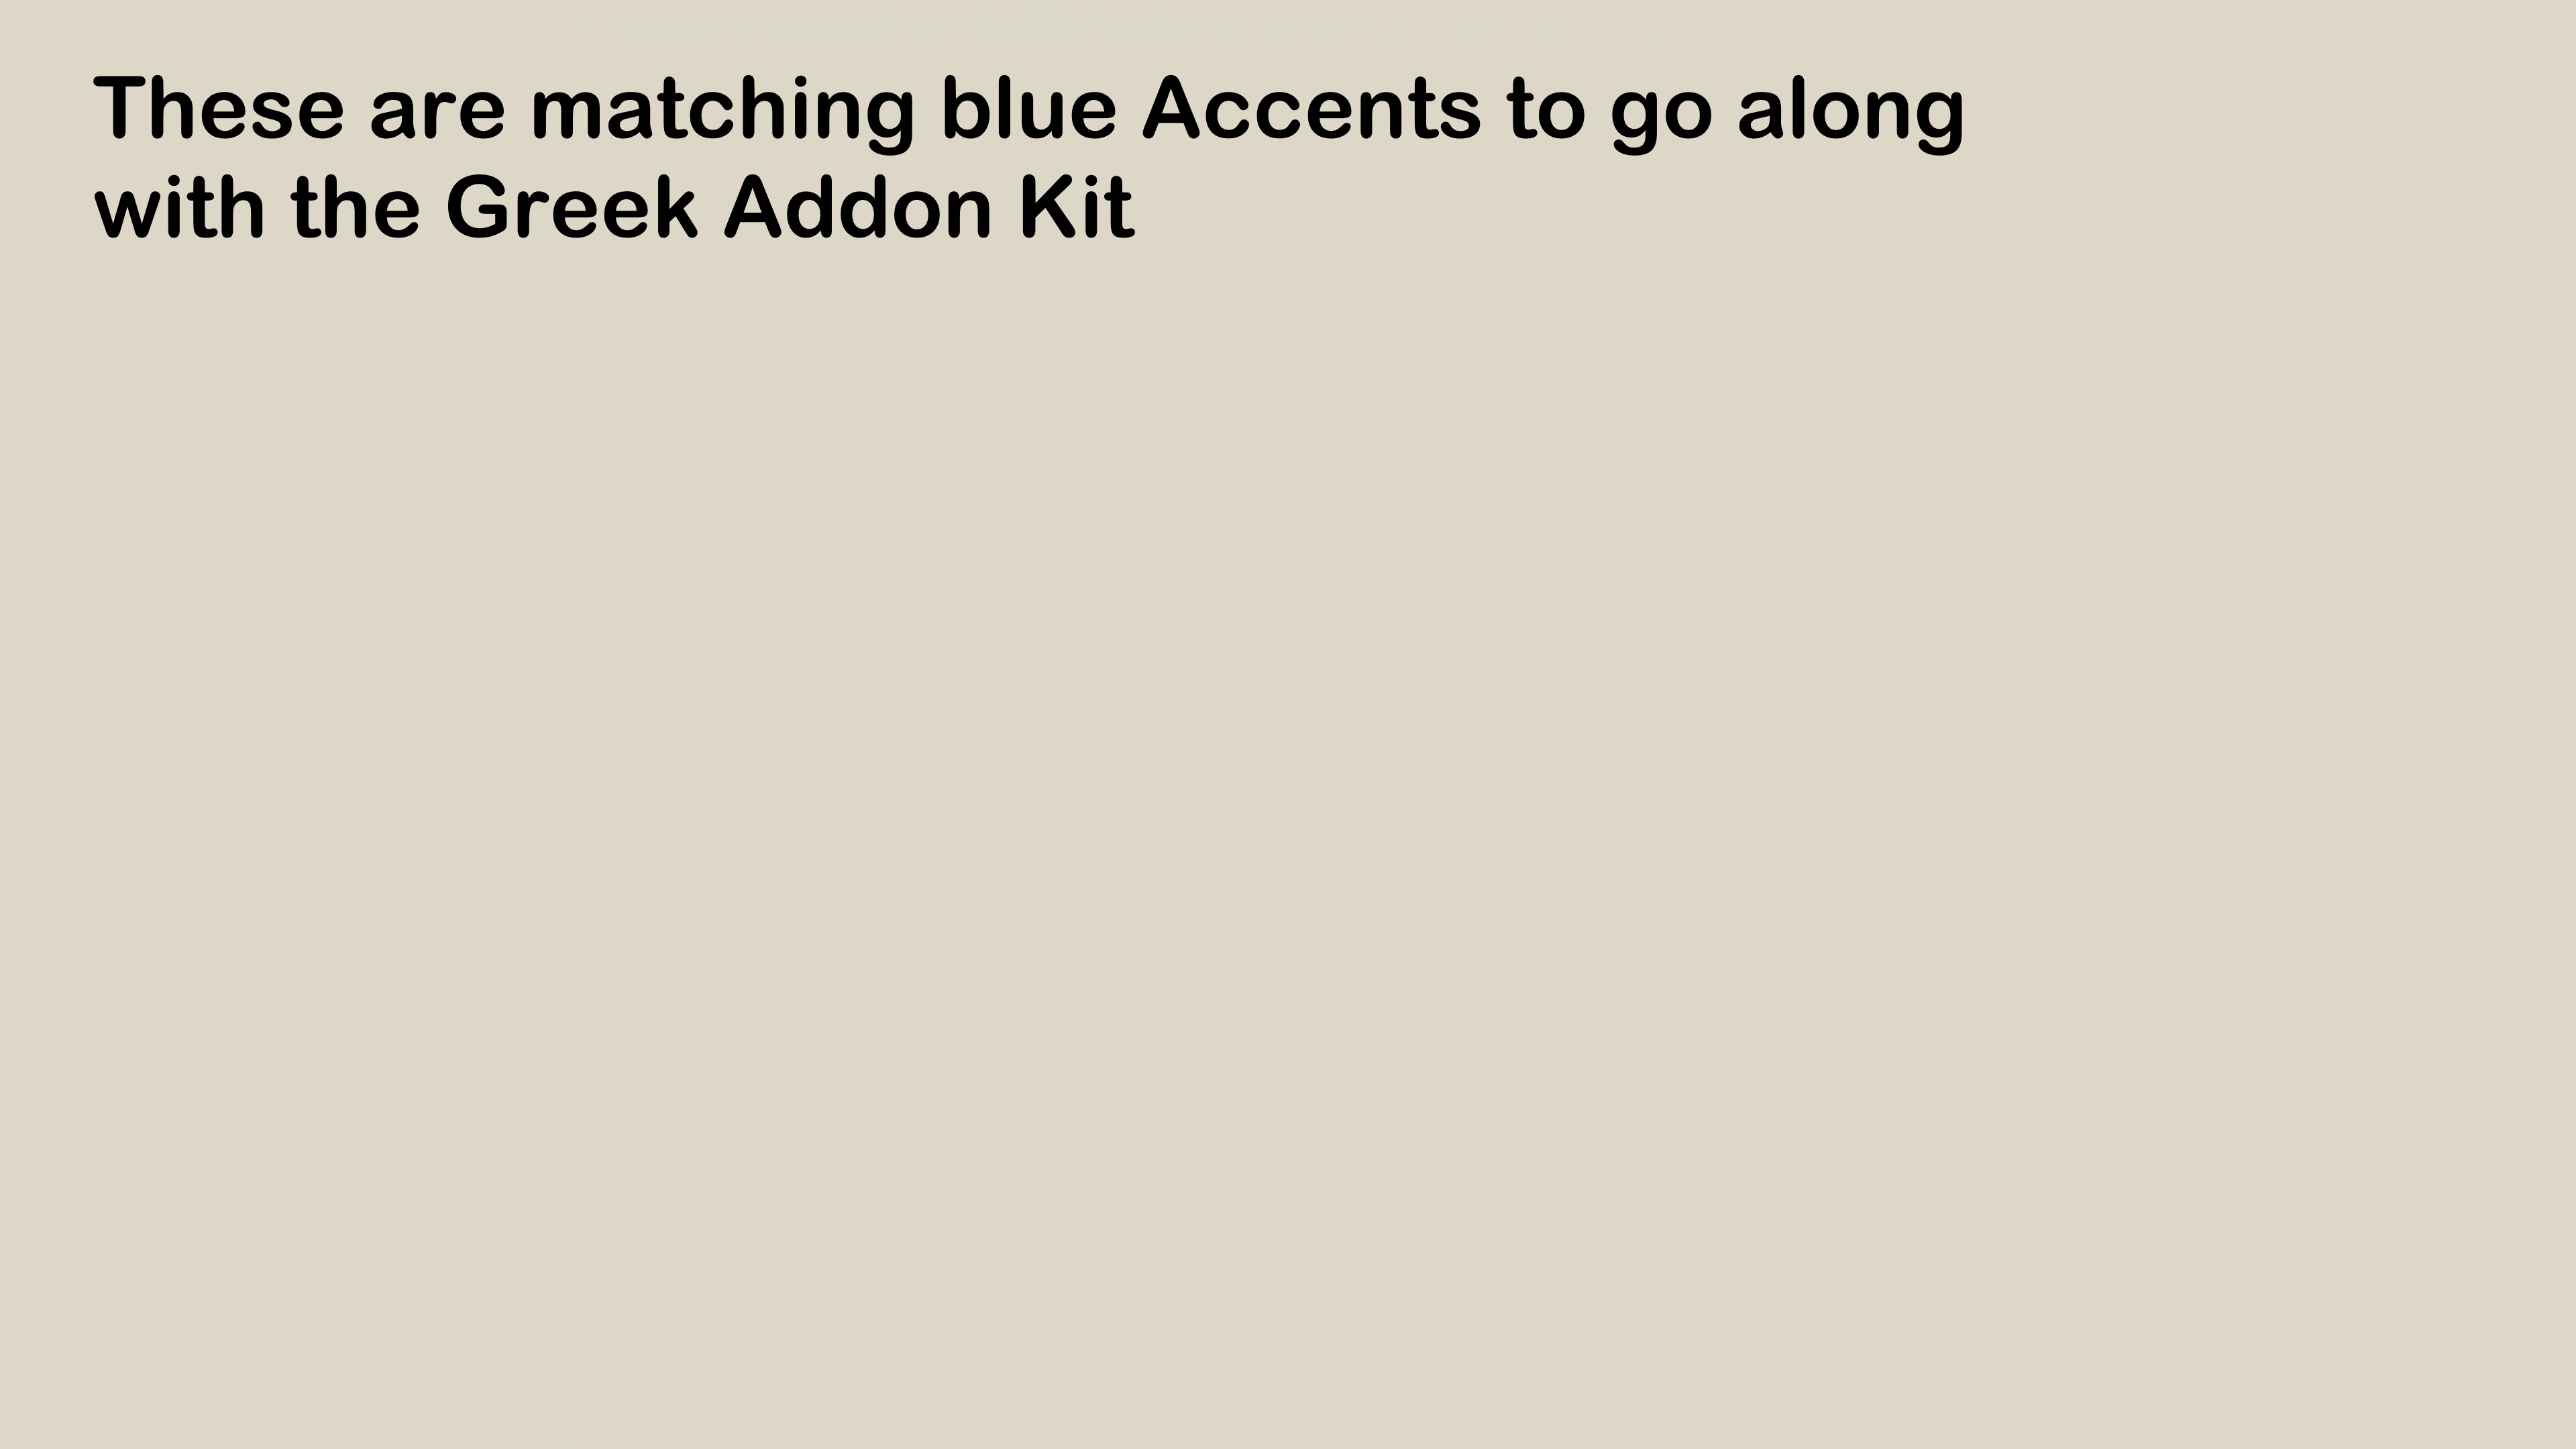 These are matching blue Accents to go along
with the Greek Addon Kit